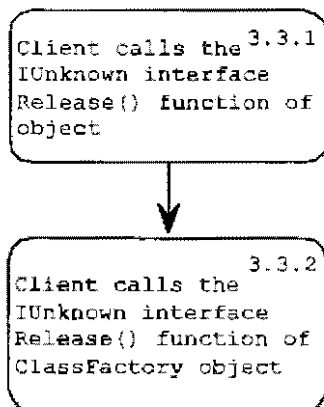 3.3.1
Client calls the
IUnknown interface
Release() function of
object
3.3.2
Client calls the
IUnknown interface
Release() function of
ClassFactory object